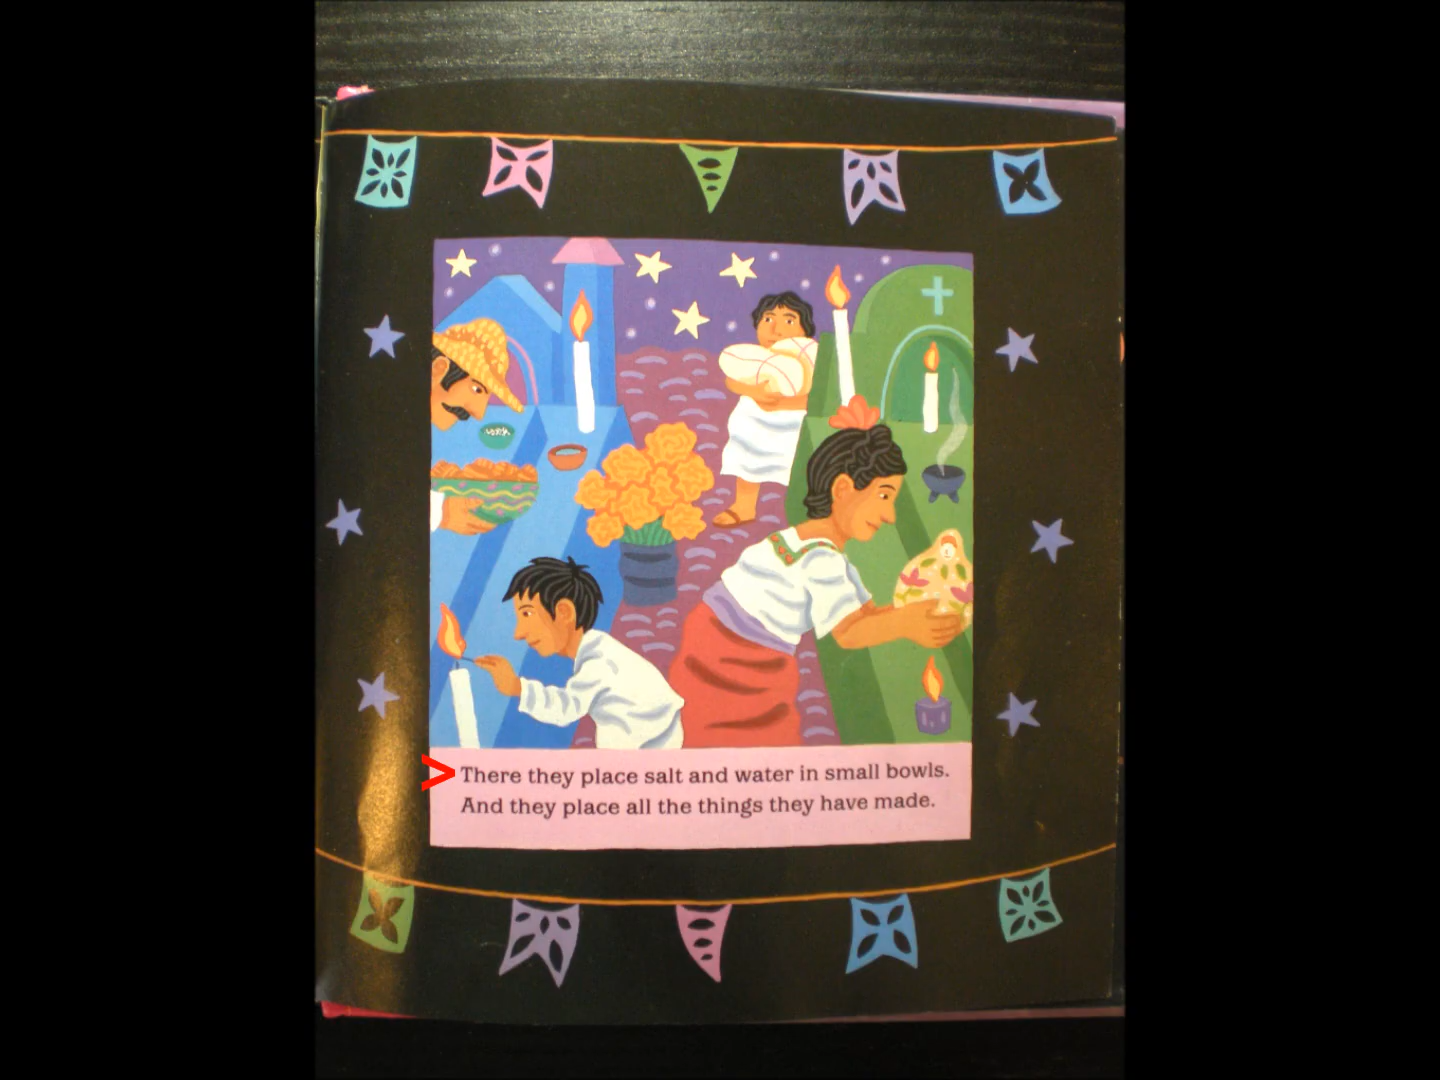 There they place salt and water in small bowls.
And they place all the things they have made.